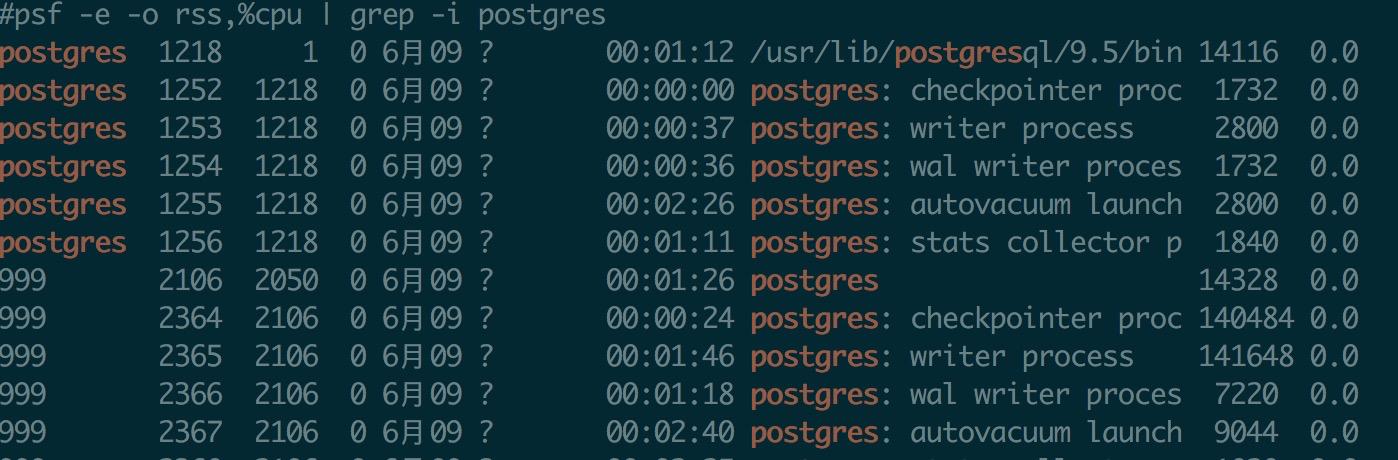 #psf -e -o rss,%cpu | grep -i postgres
postgres 1218 1 0 6月09 ? 00:01:12 /usr/lib/postgresql/9.5/bin 14116 0.0
postgres 1252 1218 0 6月09 ? 00:00:00 postgres: checkpointer proc 1732 0.0
postgres 1253 1218 0 6月09 ? 00:00:37 postgres: writer process 2800 0.0
postgres 1254 1218 0 6月09 ? 00:00:36 postgres: wal writer proces 1732 0.0
postgres 1255 1218 0 6月09 ? 00:02:26 postgres: autovacuum launch 2800 0.0
postgres 1256 1218 0 6月09 ? 00:01:11 postgres: stats collector p 1840 0.0
999 2106 2050 0 6月09 ? 00:01:26 postgres 14328 0.0
999 2364 2106 0 6月09 ? 00:00:24 postgres: checkpointer proc 140484 0.0
999 2365 2106 0 6月09 ? 00:01:46 postgres: writer process 141648 0.0
999 2366 2106 0 6月09 ? 00:01:18 postgres: wal writer proces 7220 0.0
999 2367 2106 0 6月09 ? 00:02:40 postgres: autovacuum launch 9044 0.0